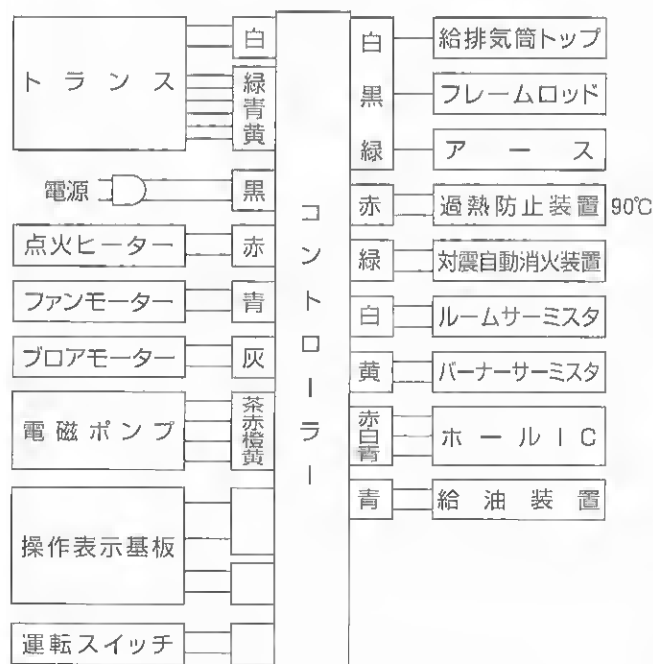 トランス
白
緑
青
黄
電源
黒
点火ヒーター
赤
ファンモーター
青
ブロアモーター
灰
電磁ポンプ
茶
赤
橙
黄
操作表示基板
運転スイッチ
コントローラー
白
給排気筒トップ
黒
フレームロッド
緑
アース
赤
過熱防止装置 90℃
緑
対震自動消火装置
白
ルームサーミスタ
黄
バーナーサーミスタ
赤
白
青
ホールIC
青
給油装置